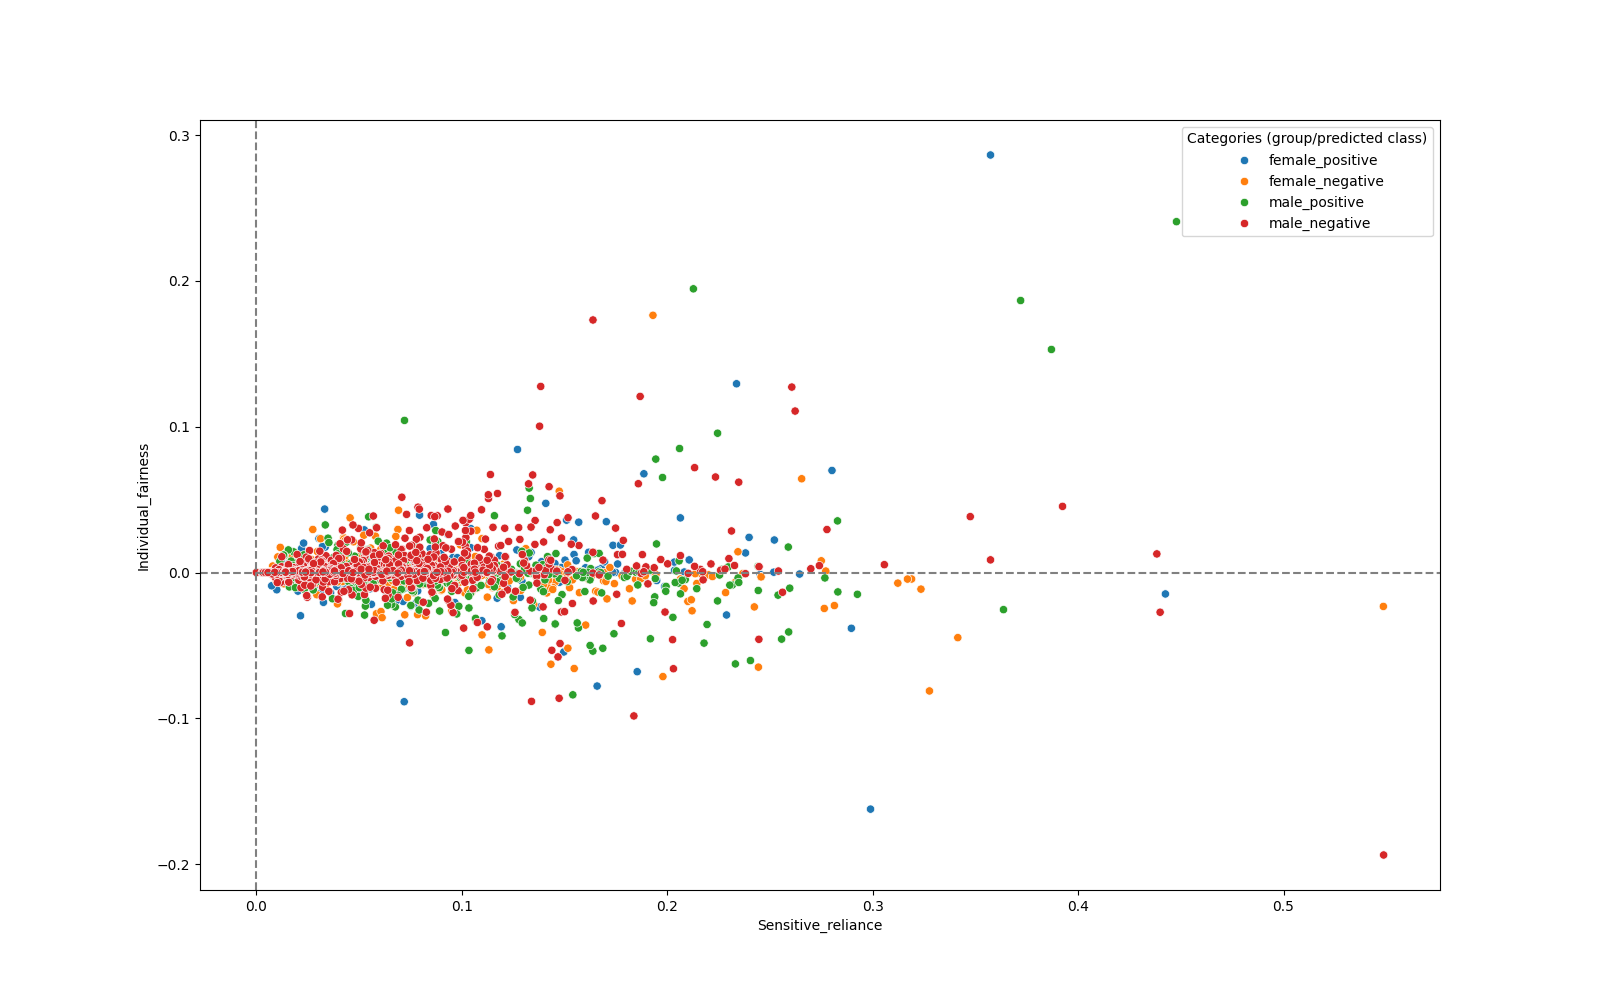 Categories (group/predicted class)
female_positive
female_negative
male_positive
male_negative
0.3
0.2
0.1
0.0
−0.1
−0.2
Individual_fairness
0.0
0.1
0.2
0.3
0.4
0.5
Sensitive_reliance